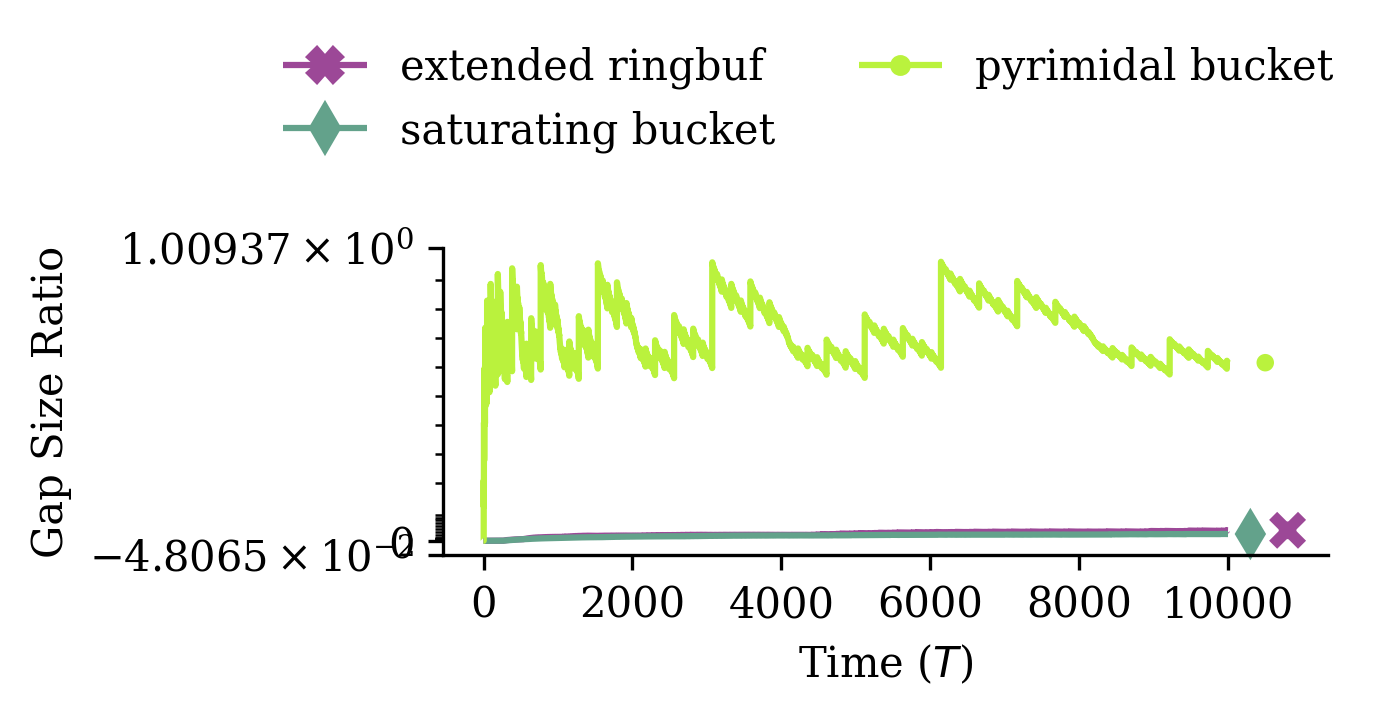 extended ringbuf
pyrimidal bucket
saturating bucket
Gap Size Ratio
1.00937 × 10⁰
0
−4.8065 × 10⁻²
0 2000 4000 6000 8000 10000
Time (T)